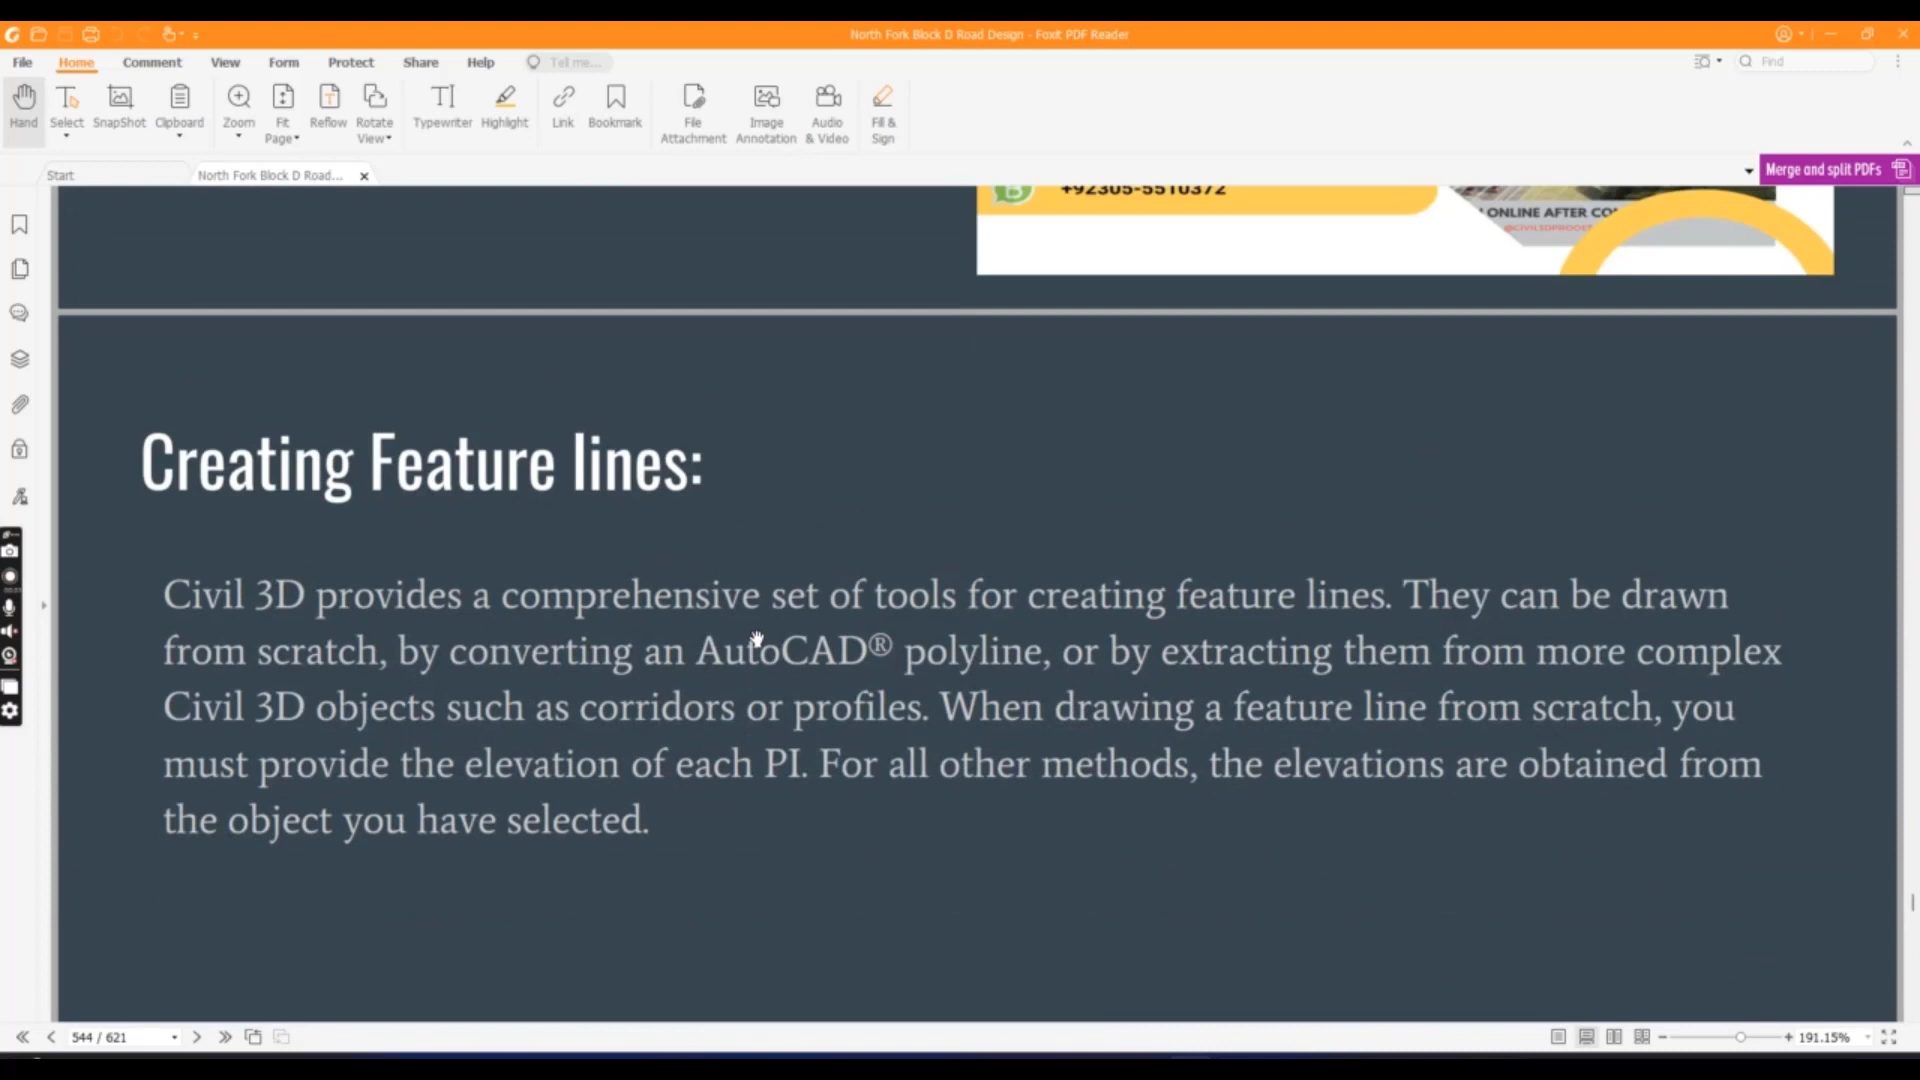 North Fork Block D Road Design - Foxit PDF Reader
File Home Comment View Form Protect Share Help Tell me... Find
Hand Select SnapShot Clipboard Zoom Fit Page Reflow Rotate View Typewriter Highlight Link Bookmark File Attachment Image Annotation Audio & Video Fill & Sign
Start North Fork Block D Road... Merge and split PDFs
+92305-5510372
ONLINE AFTER
Creating Feature lines:
Civil 3D provides a comprehensive set of tools for creating feature lines. They can be drawn
from scratch, by converting an AutoCAD® polyline, or by extracting them from more complex
Civil 3D objects such as corridors or profiles. When drawing a feature line from scratch, you
must provide the elevation of each PI. For all other methods, the elevations are obtained from
the object you have selected.
544 / 621 191.15%